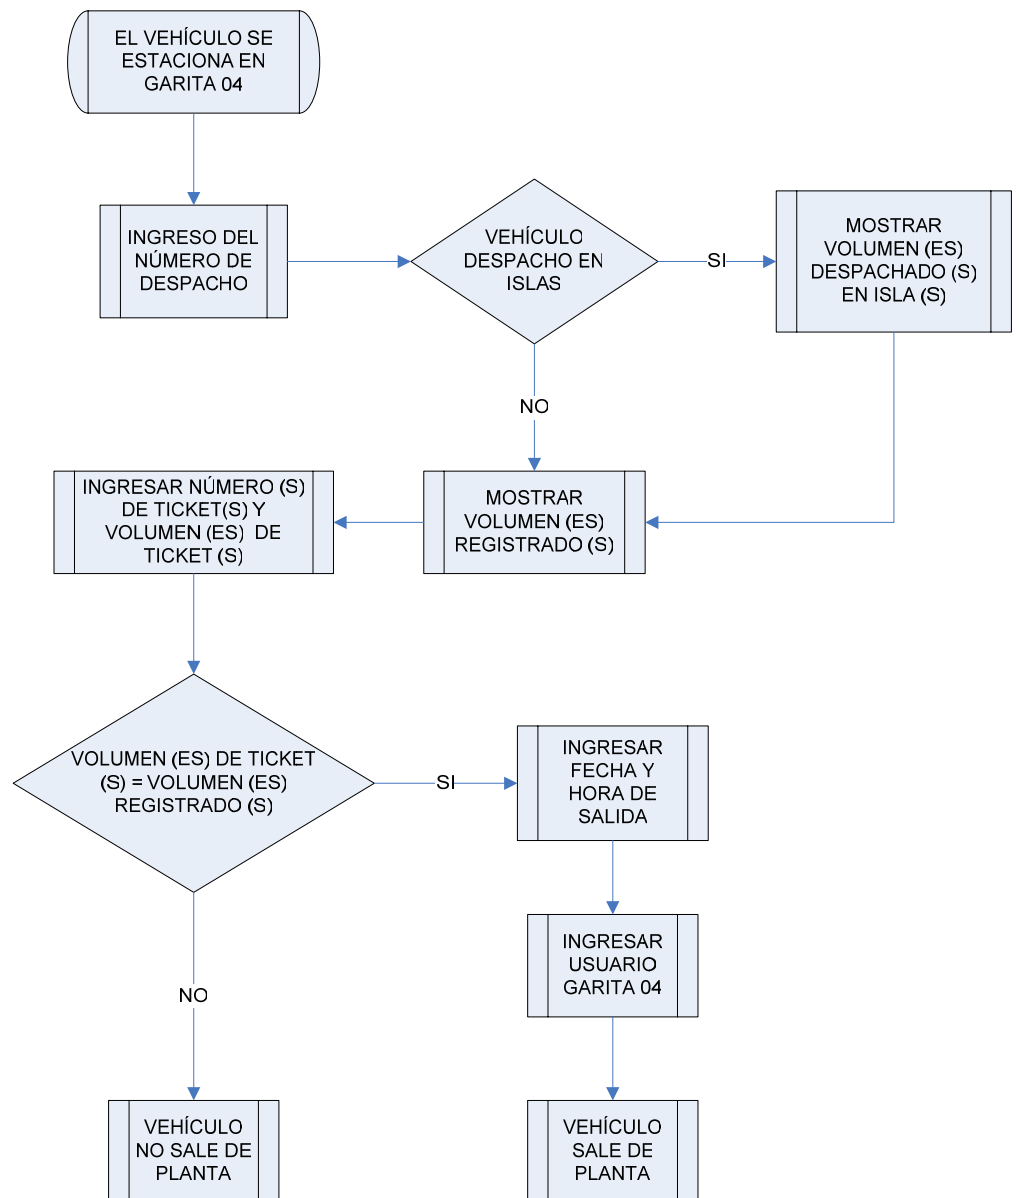 EL VEHÍCULO SE
ESTACIONA EN
GARITA 04
INGRESO DEL
NÚMERO DE
DESPACHO
VEHÍCULO
DESPACHO EN
ISLAS
SI
MOSTRAR
VOLUMEN (ES)
DESPACHADO (S)
EN ISLA (S)
NO
INGRESAR NÚMERO (S)
DE TICKET(S) Y
VOLUMEN (ES) DE
TICKET (S)
MOSTRAR
VOLUMEN (ES)
REGISTRADO (S)
VOLUMEN (ES) DE TICKET
(S) = VOLUMEN (ES)
REGISTRADO (S)
SI
INGRESAR
FECHA Y
HORA DE
SALIDA
INGRESAR
USUARIO
GARITA 04
NO
VEHÍCULO
NO SALE DE
PLANTA
VEHÍCULO
SALE DE
PLANTA